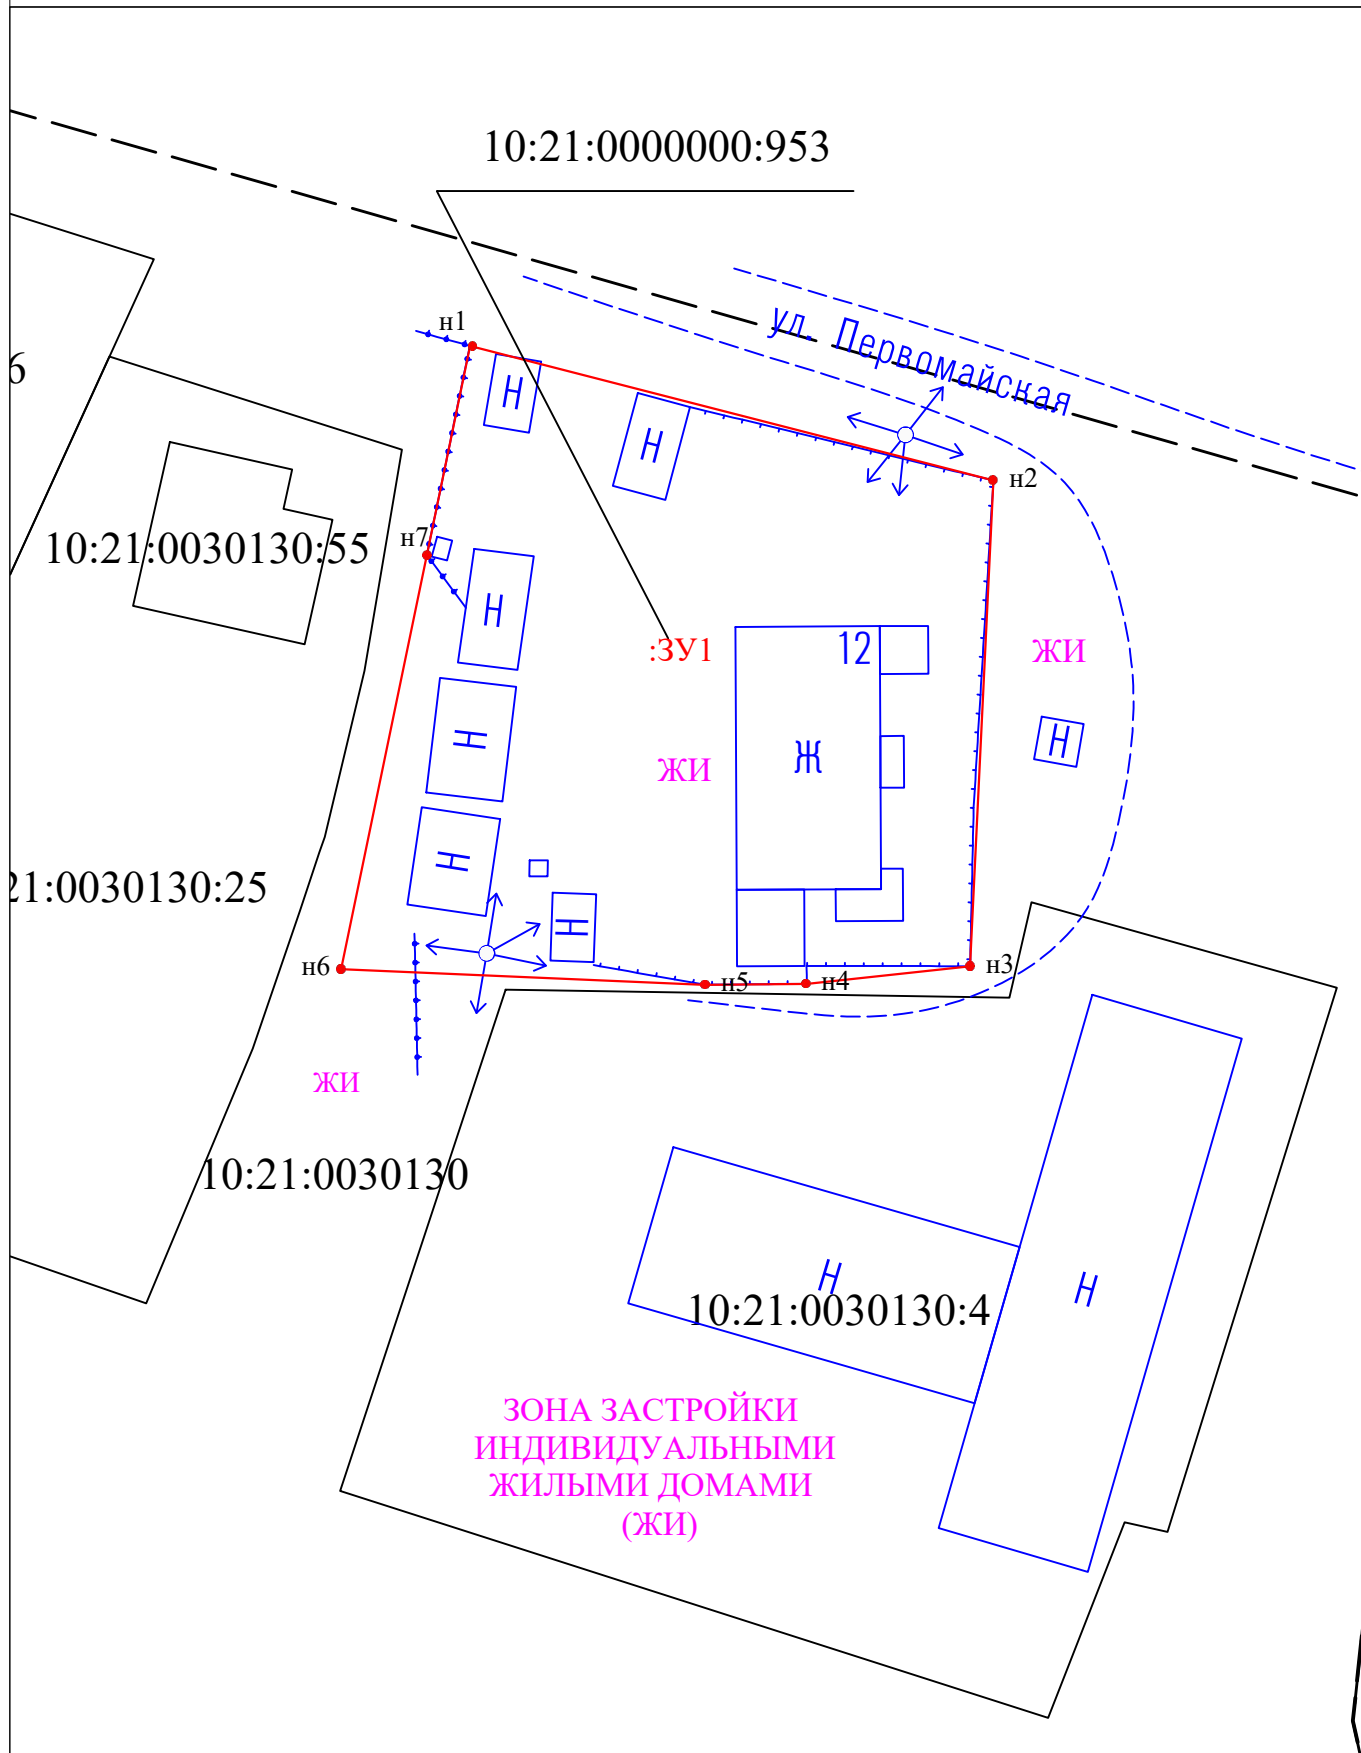 10:21:0000000:953
ул. Первомайская
н1
6
Н
Н
н2
10:21:0030130:55
н7
Н
:ЗУ1
12
ЖИ
Н
Н
ЖИ
Ж
Н
21:0030130:25
Н
н6
н5
н4
н3
ЖИ
10:21:0030130
Н
Н
10:21:0030130:4
ЗОНА ЗАСТРОЙКИ
ИНДИВИДУАЛЬНЫМИ
ЖИЛЫМИ ДОМАМИ
(ЖИ)